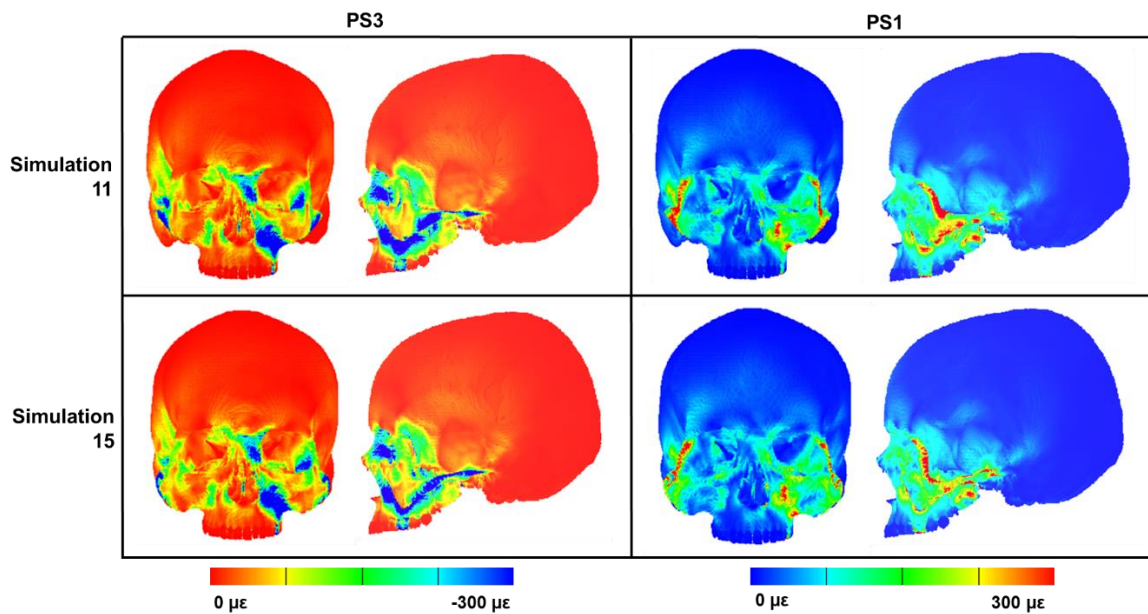 PS3
PS1
Simulation
11
Simulation
15
0 µε
-300 µε
0 µε
300 µε